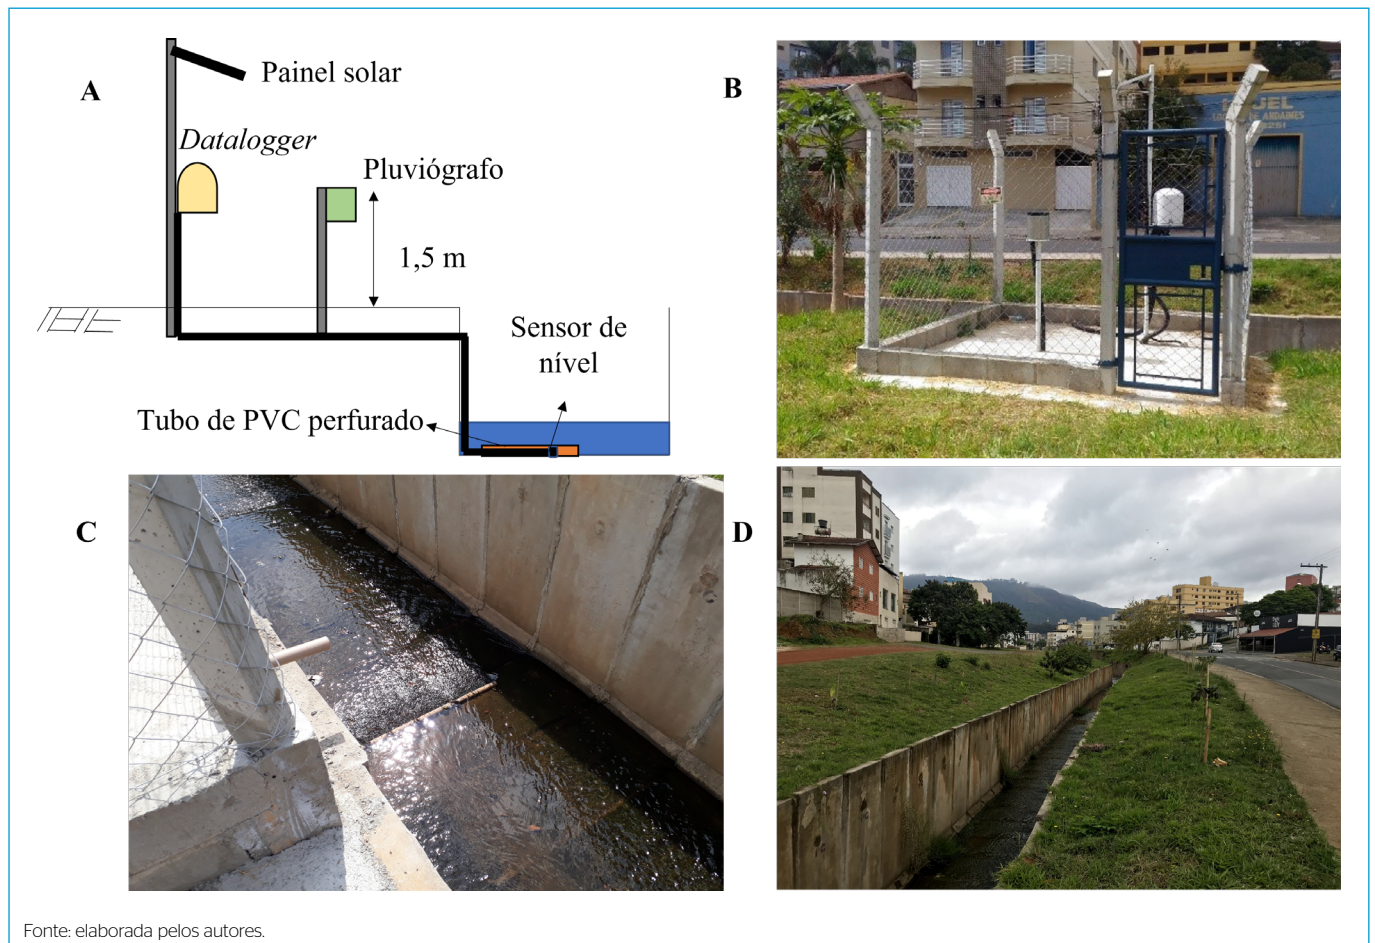 A
Painel solar
Datalogger
Pluviógrafo
1,5 m
Sensor de
nível
Tubo de PVC perfurado
B
C
D
Fonte: elaborada pelos autores.